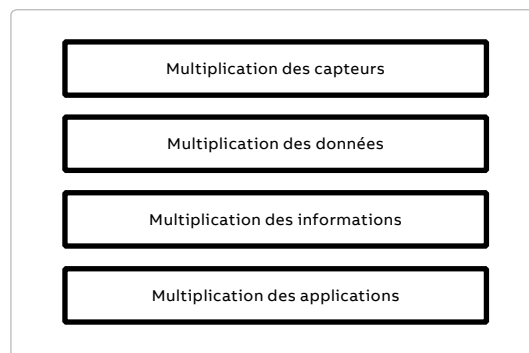 Multiplication des capteurs
Multiplication des données
Multiplication des informations
Multiplication des applications